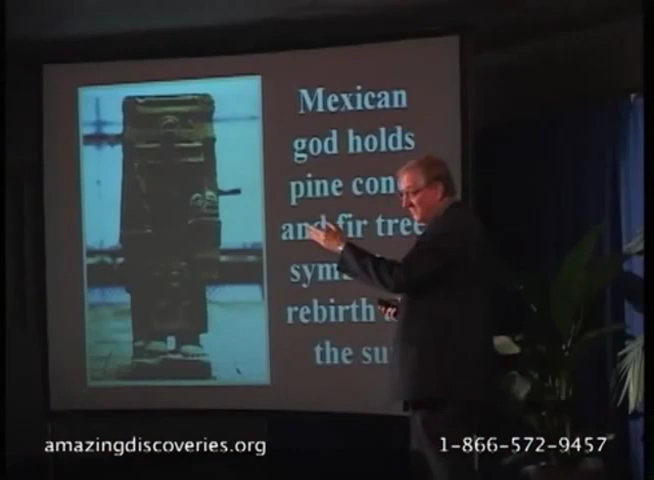 Mexican
god holds
pine con
and fir tree
sym
rebirth
the su
amazingdiscoveries.org
1-866-572-9457